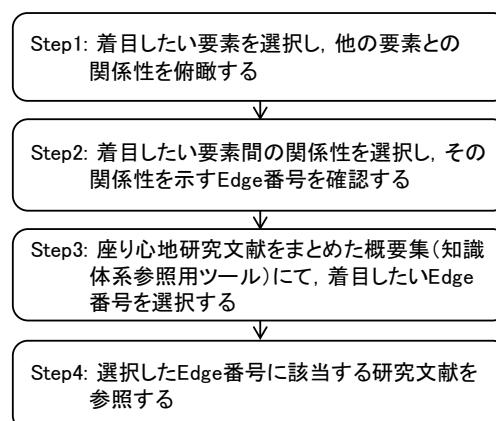 Step1: 着目したい要素を選択し，他の要素との
関係性を俯瞰する
Step2: 着目したい要素間の関係性を選択し，その
関係性を示すEdge番号を確認する
Step3: 座り心地研究文献をまとめた概要集（知識
体系参照用ツール）にて，着目したいEdge
番号を選択する
Step4: 選択したEdge番号に該当する研究文献を
参照する